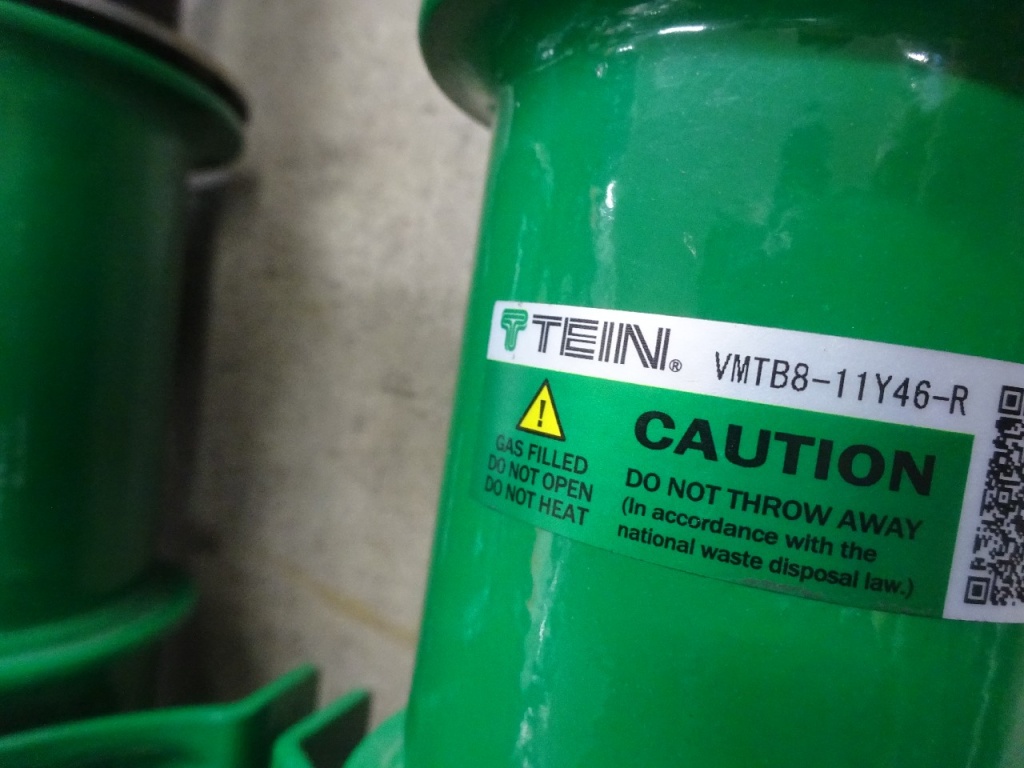 TEIN®
VMTB8-11Y46-R
GAS FILLED
DO NOT OPEN
DO NOT HEAT
CAUTION
DO NOT THROW AWAY
(In accordance with the
national waste disposal law.)